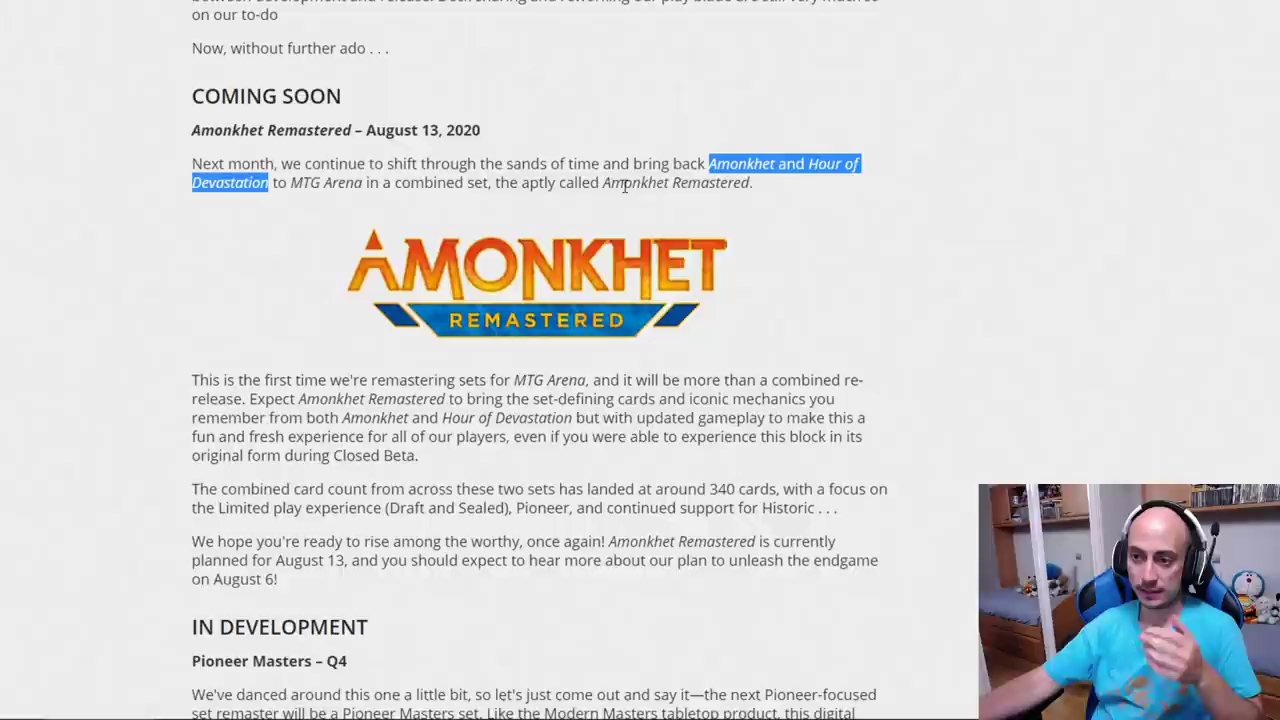 on our to-do
Now, without further ado . . .
COMING SOON
Amonkhet Remastered – August 13, 2020
Next month, we continue to shift through the sands of time and bring back Amonkhet and Hour of
Devastation to MTG Arena in a combined set, the aptly called Amonkhet Remastered.
AMONKHET
REMASTERED
This is the first time we're remastering sets for MTG Arena, and it will be more than a combined re-
release. Expect Amonkhet Remastered to bring the set-defining cards and iconic mechanics you
remember from both Amonkhet and Hour of Devastation but with updated gameplay to make this a
fun and fresh experience for all of our players, even if you were able to experience this block in its
original form during Closed Beta.
The combined card count from across these two sets has landed at around 340 cards, with a focus on
the Limited play experience (Draft and Sealed), Pioneer, and continued support for Historic . . .
We hope you're ready to rise among the worthy, once again! Amonkhet Remastered is currently
planned for August 13, and you should expect to hear more about our plan to unleash the endgame
on August 6!
IN DEVELOPMENT
Pioneer Masters – Q4
We've danced around this one a little bit, so let's just come out and say it—the next Pioneer-focused
set remaster will be a Pioneer Masters set. Like the Modern Masters tabletop product, this digital